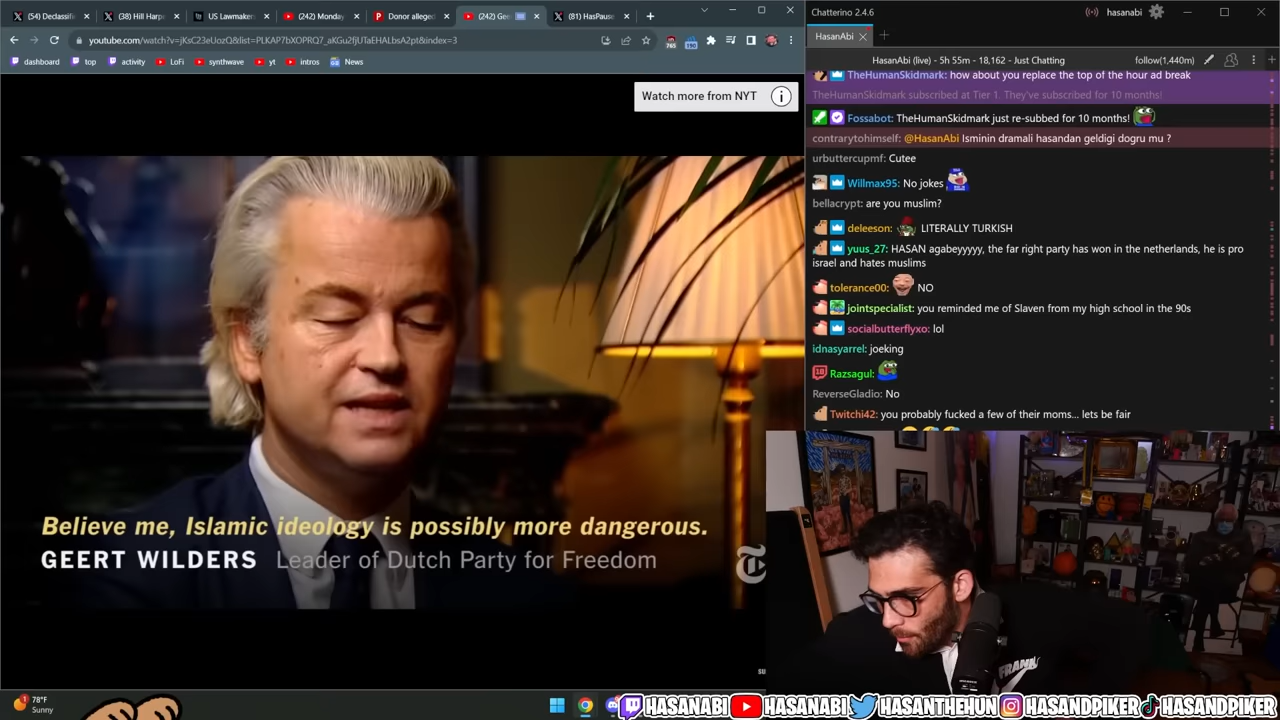 (54) Declassifi
(38) Hill Harpe
US Lawmaker
(242) Monday
Donor alleged
(242) Gee
(81) HasPause
youtube.com/watch?v=jKsC23eUozQ&list=PLKAP7bXOPRQ7_aKGu2fjUTaEHALbsA2pt&index=3
765
190
dashboard
top
activity
LoFi
synthwave
yt
intros
News
Watch more from NYT
Believe me, Islamic ideology is possibly more dangerous.
GEERT WILDERS Leader of Dutch Party for Freedom
Chatterino 2.4.6
hasanabi
HasanAbi
HasanAbi (live) - 5h 55m - 18,162 - Just Chatting
follow(1,440m)
TheHumanSkidmark: how about you replace the top of the hour ad break
TheHumanSkidmark subscribed at Tier 1. They've subscribed for 10 months!
Fossabot: TheHumanSkidmark just re-subbed for 10 months!
contrarytohimself: @HasanAbi Isminin dramali hasandan geldigi dogru mu ?
urbuttercupmf: Cutee
Willmax95: No jokes
bellacrypt: are you muslim?
deleeson: LITERALLY TURKISH
yuus_27: HASAN agabeyyyyy, the far right party has won in the netherlands, he is pro
israel and hates muslims
tolerance00: NO
jointspecialist: you reminded me of Slaven from my high school in the 90s
socialbutterflyxo: lol
idnasyarrel: joeking
Razsagul:
ReverseGladio: No
Twitchi42: you probably fucked a few of their moms... lets be fair
FRANK
78°F
Sunny
HASANABI
HASANABI
HASANTHEHUN
HASANDPIKER
HASANDPIKER